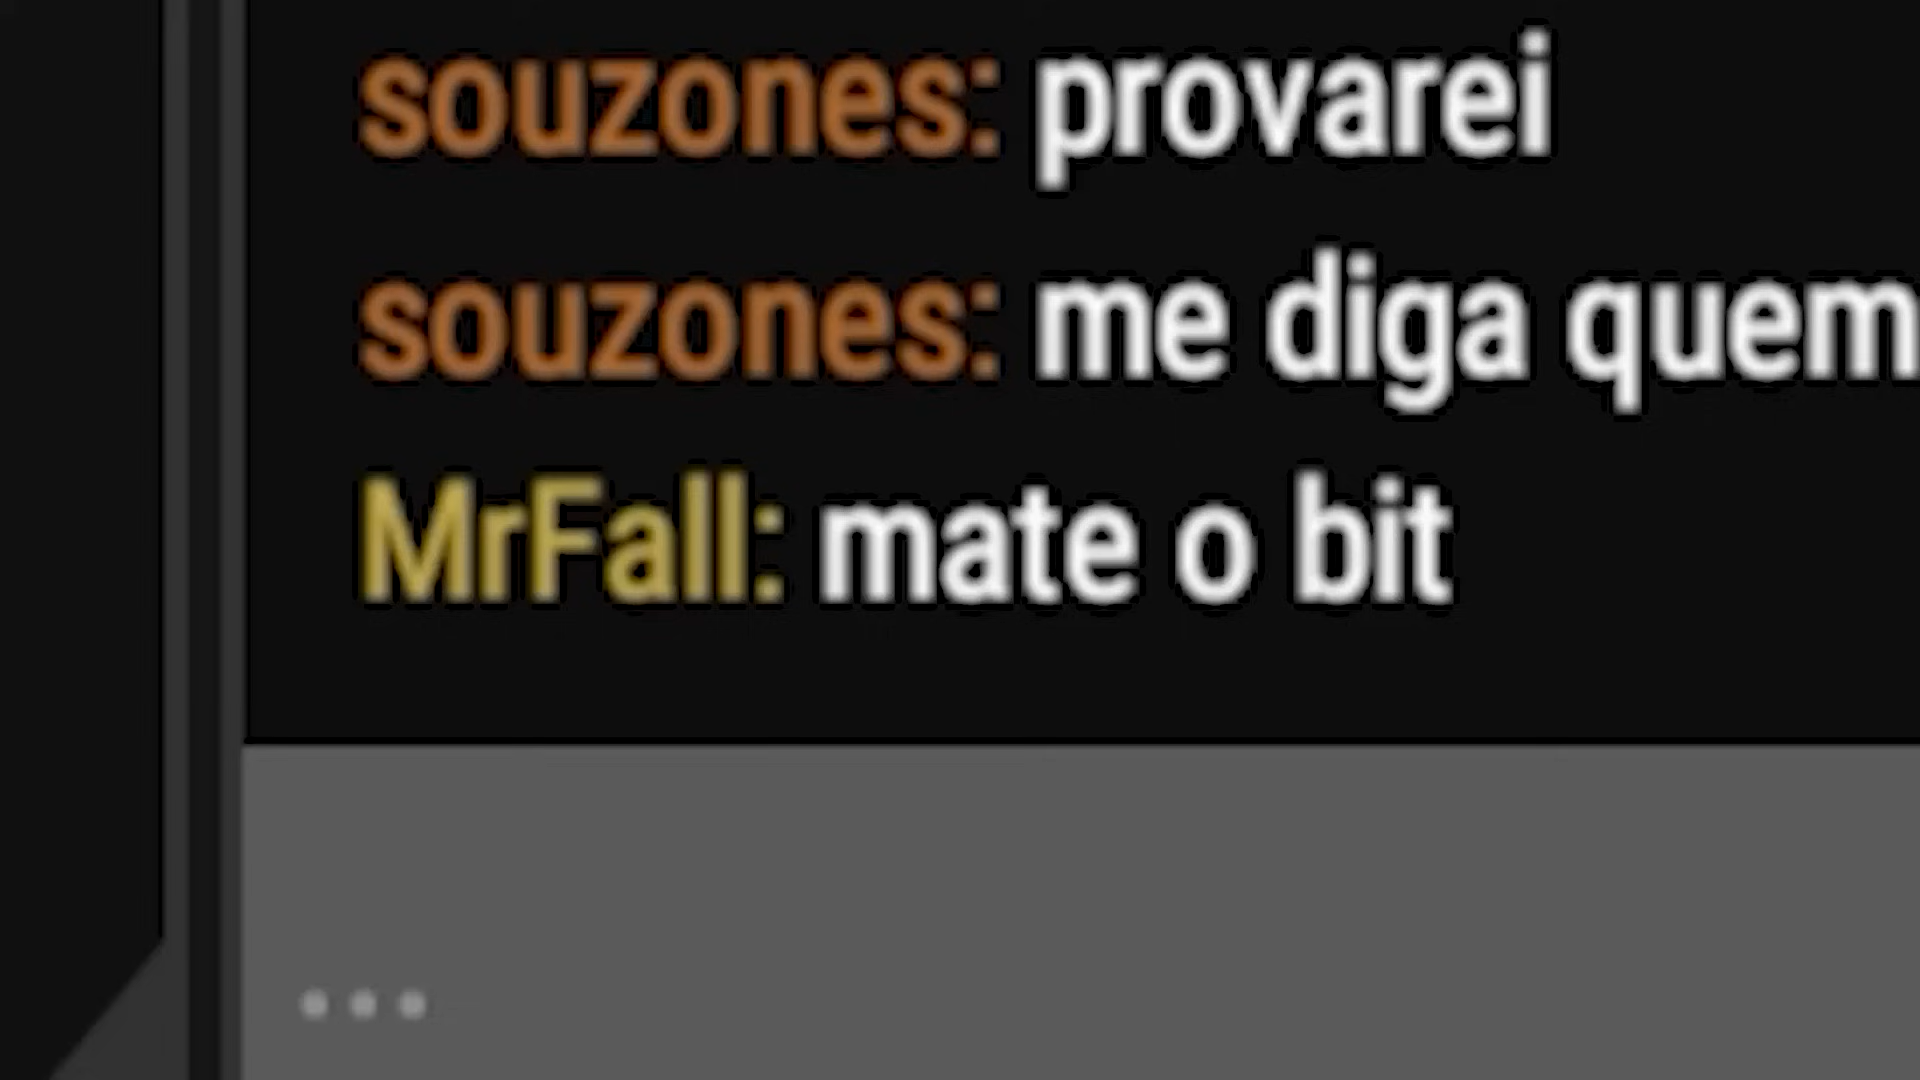 souzones: provarei
souzones: me diga quem
MrFall: mate o bit
...